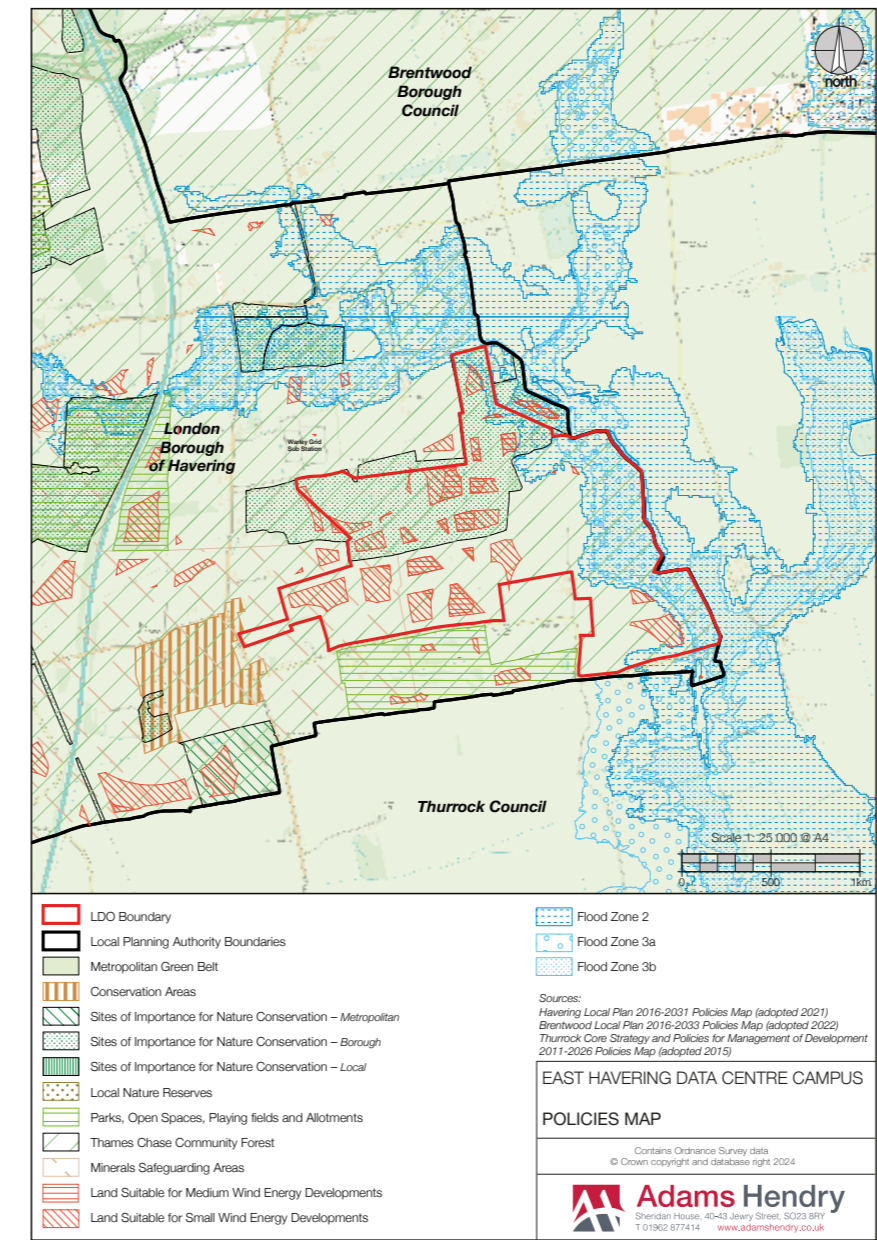 Brentwood
Borough
Council
north
London
Borough
of Havering
Warley Grid
Sub Station
Thurrock Council
Scale 1: 25 000 @ A4
0 500 1km
LDO Boundary
Local Planning Authority Boundaries
Metropolitan Green Belt
Conservation Areas
Sites of Importance for Nature Conservation – Metropolitan
Sites of Importance for Nature Conservation – Borough
Sites of Importance for Nature Conservation – Local
Local Nature Reserves
Parks, Open Spaces, Playing fields and Allotments
Thames Chase Community Forest
Minerals Safeguarding Areas
Land Suitable for Medium Wind Energy Developments
Land Suitable for Small Wind Energy Developments
Flood Zone 2
Flood Zone 3a
Flood Zone 3b
Sources:
Havering Local Plan 2016-2031 Policies Map (adopted 2021)
Brentwood Local Plan 2016-2033 Policies Map (adopted 2022)
Thurrock Core Strategy and Policies for Management of Development
2011-2026 Policies Map (adopted 2015)
EAST HAVERING DATA CENTRE CAMPUS
POLICIES MAP
Contains Ordnance Survey data
© Crown copyright and database right 2024
Adams Hendry
Sheridan House, 40-43 Jewry Street, SO23 8RY
T 01962 877414 www.adamshendry.co.uk